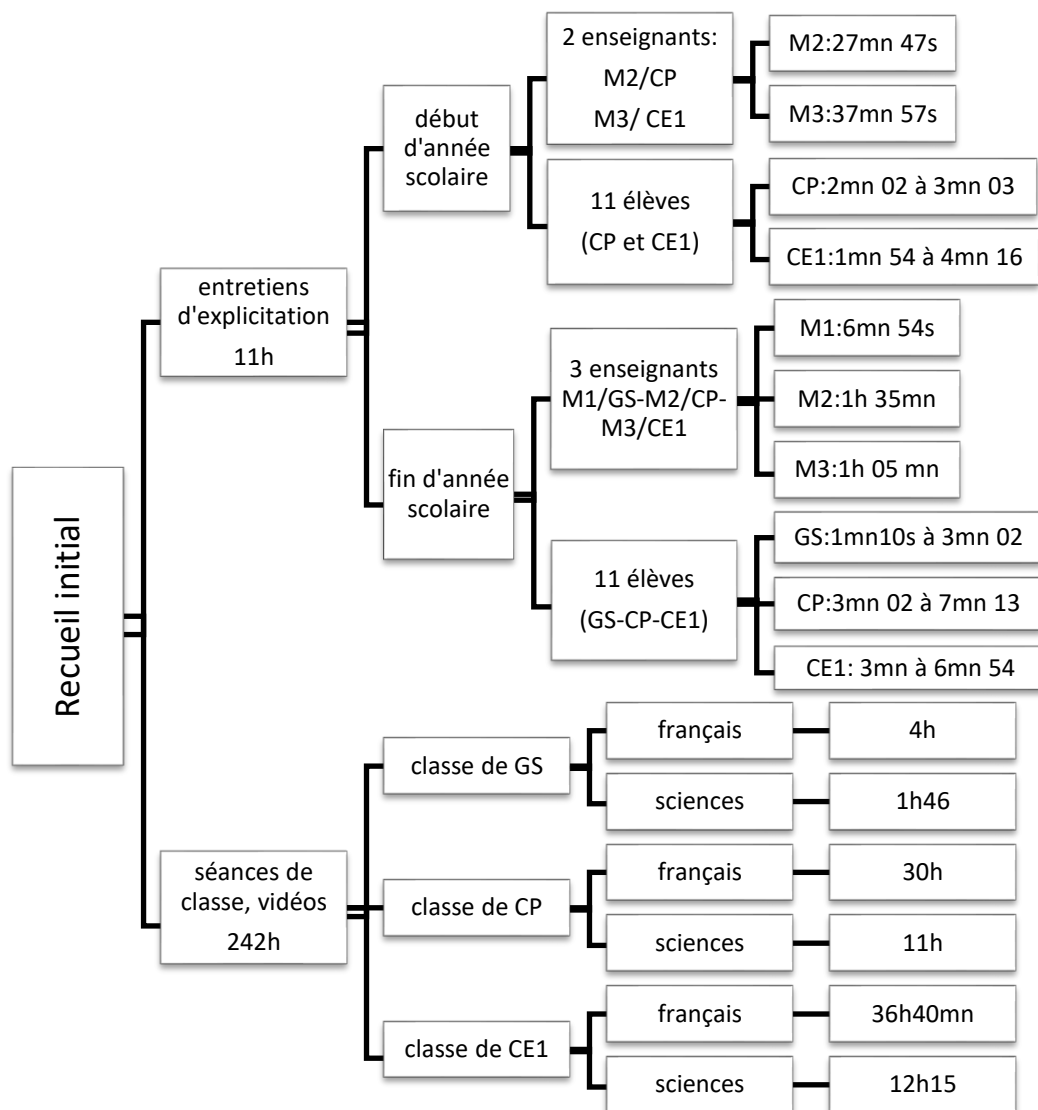 Recueil initial
entretiens
d'explicitation
11h
début
d'année
scolaire
2 enseignants:
M2/CP
M3/ CE1
M2:27mn 47s
M3:37mn 57s
11 élèves
(CP et CE1)
CP:2mn 02 à 3mn 03
CE1:1mn 54 à 4mn 16
fin d'année
scolaire
3 enseignants
M1/GS-M2/CP-
M3/CE1
M1:6mn 54s
M2:1h 35mn
M3:1h 05 mn
11 élèves
(GS-CP-CE1)
GS:1mn10s à 3mn 02
CP:3mn 02 à 7mn 13
CE1: 3mn à 6mn 54
séances de
classe, vidéos
242h
classe de GS
français
4h
sciences
1h46
classe de CP
français
30h
sciences
11h
classe de CE1
français
36h40mn
sciences
12h15